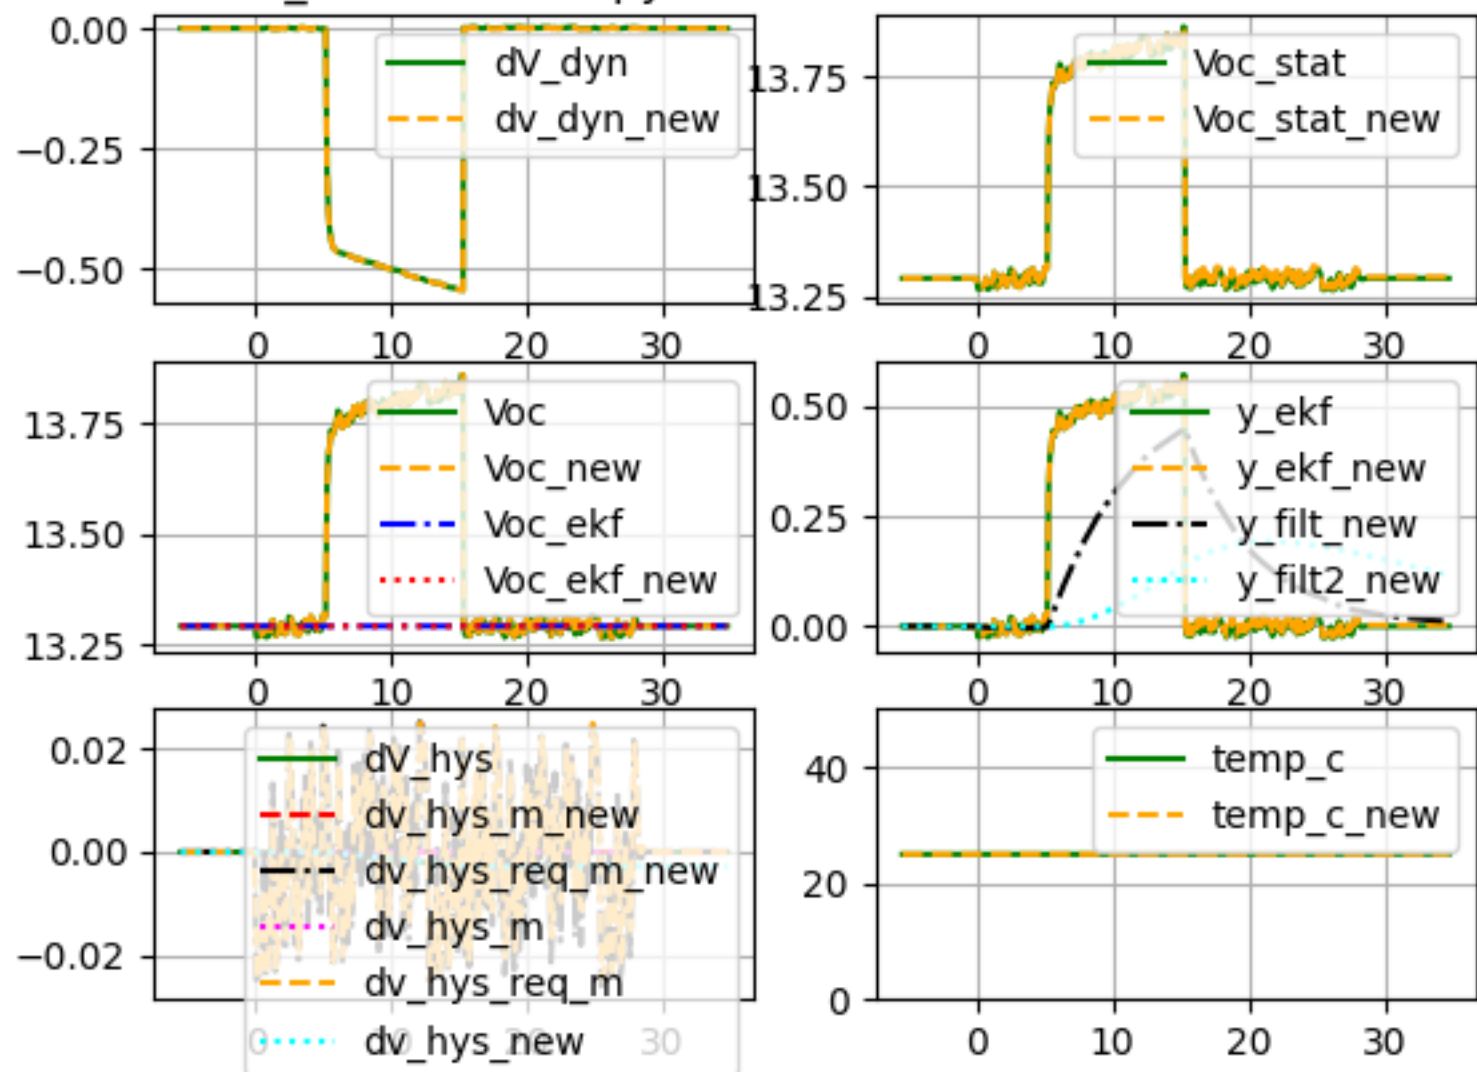 0.00
dV_dyn
dv_dyn_new
−0.25
−0.50
0
10
20
30
13.75
Voc_stat
Voc_stat_new
13.50
13.25
0
10
20
30
13.75
Voc
Voc_new
13.50
Voc_ekf
Voc_ekf_new
13.25
0
10
20
30
0.50
y_ekf
y_ekf_new
0.25
y_filt_new
y_filt2_new
0.00
0
10
20
30
0.02
dV_hys
dv_hys_m_new
0.00
dv_hys_req_m_new
dv_hys_m
−0.02
dv_hys_req_m
dv_hys_new
0
30
40
temp_c
temp_c_new
20
0
0
10
20
30